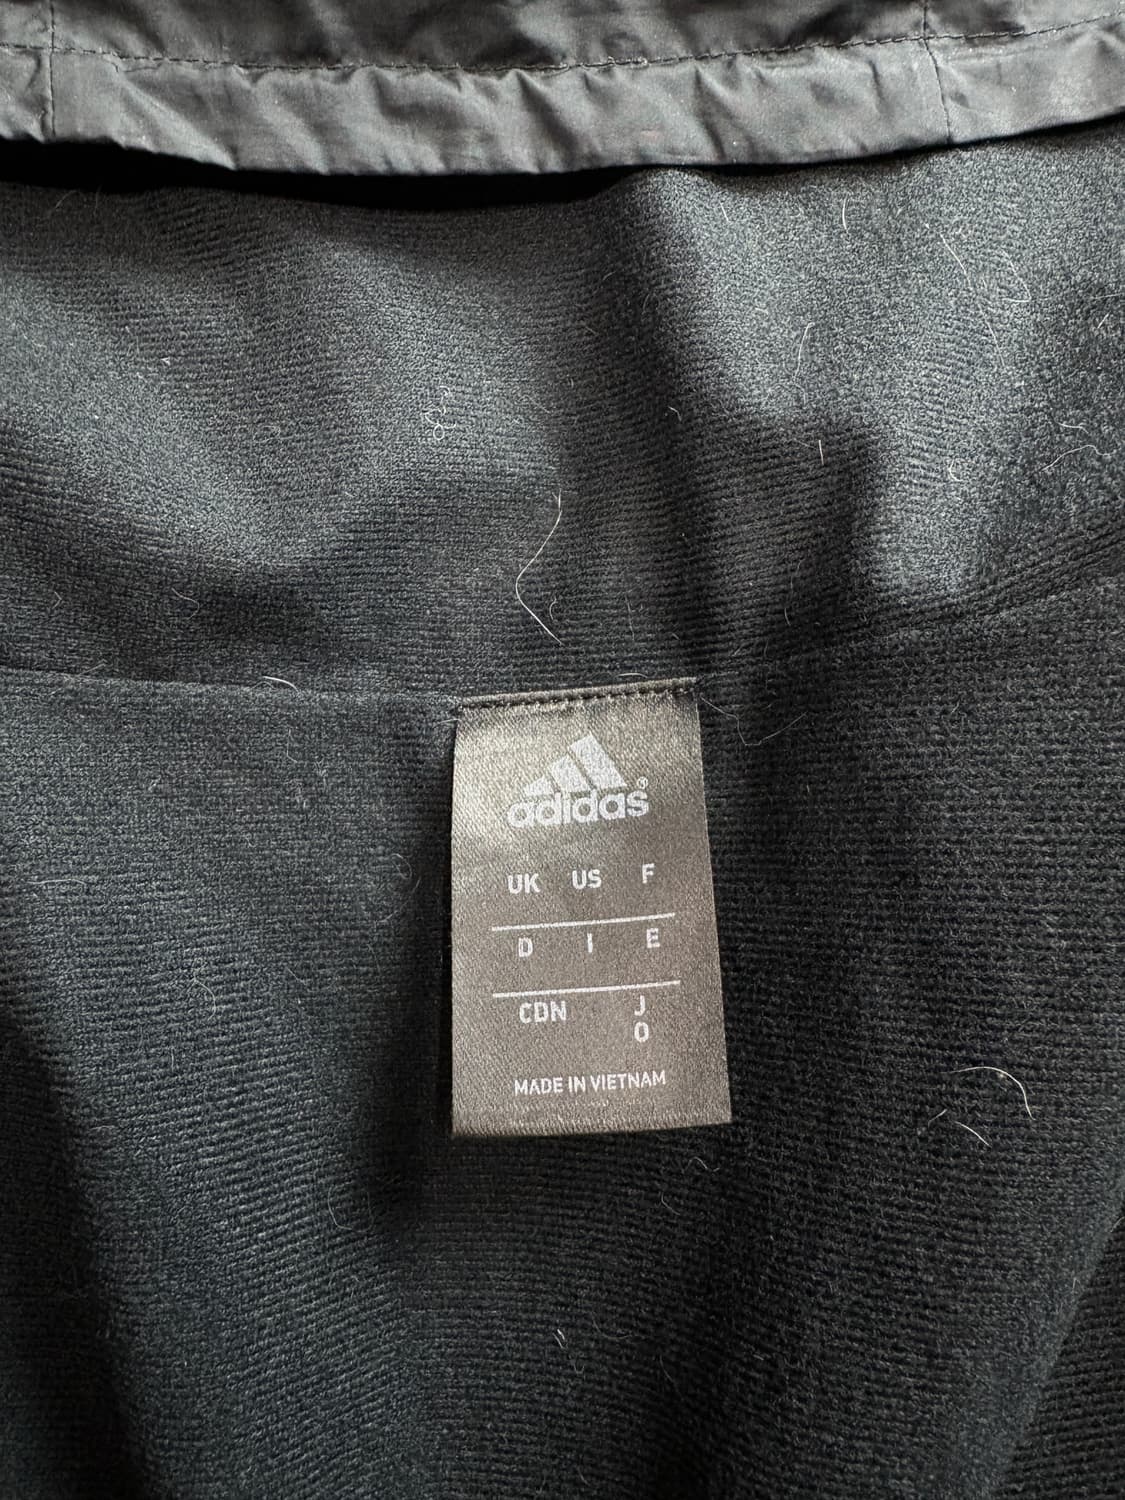 adidas®
UK US F
D I E
CDN J
O
MADE IN VIETNAM